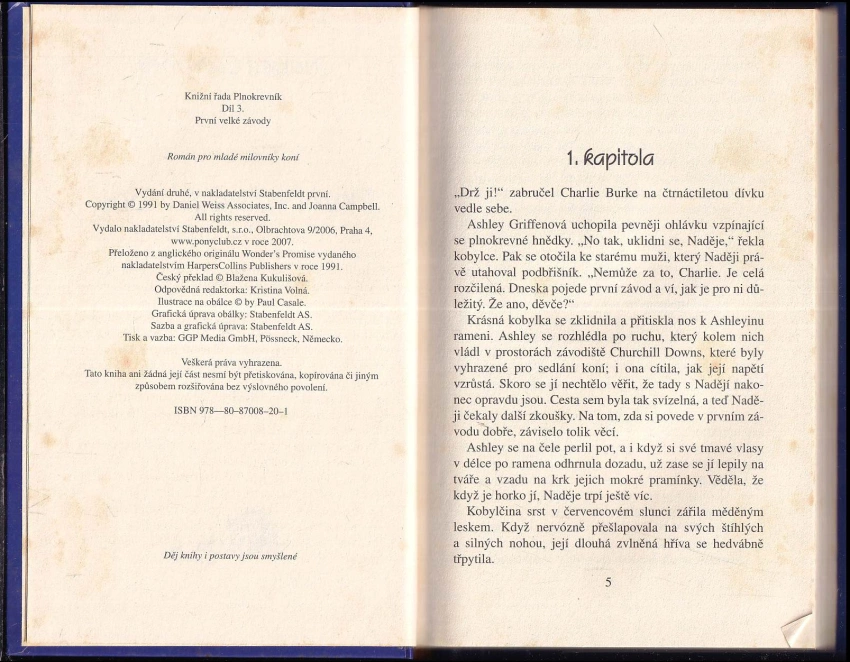 Knižní řada Plnokrevník
Díl 3.
První velké závody
Román pro mladé milovníky koní
Vydání druhé, v nakladatelství Stabenfeldt první.
Copyright © 1991 by Daniel Weiss Associates, Inc. and Joanna Campbell.
All rights reserved.
Vydalo nakladatelství Stabenfeldt, s.r.o., Olbrachtova 9/2006, Praha 4,
www.ponyclub.cz v roce 2007.
Přeloženo z anglického originálu Wonder’s Promise vydaného
nakladatelstvím HarpersCollins Publishers v roce 1991.
Český překlad © Blažena Kukulišová.
Odpovědná redaktorka: Kristina Volná.
Ilustrace na obálce © by Paul Casale.
Grafická úprava obálky: Stabenfeldt AS.
Sazba a grafická úprava: Stabenfeldt AS.
Tisk a vazba: GGP Media GmbH, Pössneck, Německo.
Veškerá práva vyhrazena.
Tato kniha ani žádná její část nesmí být přetiskována, kopírována či jiným
způsobem rozšiřována bez výslovného povolení.
ISBN 978—80–87008–20–1
Děj knihy i postavy jsou smyšlené
1. kapitola
„Drž ji!“ zabručel Charlie Burke na čtrnáctiletou dívku
vedle sebe.
Ashley Griffenová uchopila pevněji ohlávku vzpínající
se plnokrevné hnědky. „No tak, uklidni se, Naděje,“ řekla
kobylce. Pak se otočila ke starému muži, který Naději prá-
vě utahoval podbřišník. „Nemůže za to, Charlie. Je celá
rozčilená. Dneska pojede první závod a ví, jak je pro ni dů-
ležitý. Že ano, děvče?“
Krásná kobylka se zklidnila a přitiskla nos k Ashleyinu
rameni. Ashley se rozhlédla po ruchu, který kolem nich
vládl v prostorách závodiště Churchill Downs, které byly
vyhrazené pro sedlání koní; i ona cítila, jak její napětí
vzrůstá. Skoro se jí nechtělo věřit, že tady s Nadějí nako-
nec opravdu jsou. Cesta sem byla tak svízelná, a teď Nadě-
ji čekaly další zkoušky. Na tom, zda si povede v prvním zá-
vodu dobře, záviselo tolik věcí.
Ashley se na čele perlil pot, a i když si své tmavé vlasy
v délce po ramena odhrnula dozadu, už zase se jí lepily na
tváře a vzadu na krk jejich mokré pramínky. Věděla, že
když je horko jí, Naděje trpí ještě víc.
Kobylčina srst v červencovém slunci zářila měděným
leskem. Když nervózně přešlapovala na svých štíhlých
a silných nohou, její dlouhá zvlněná hříva se hedvábně
třpytila.
5